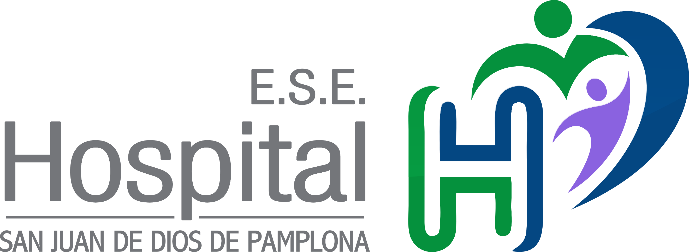 E.S.E.
Hospital
SAN JUAN DE DIOS DE PAMPLONA
H